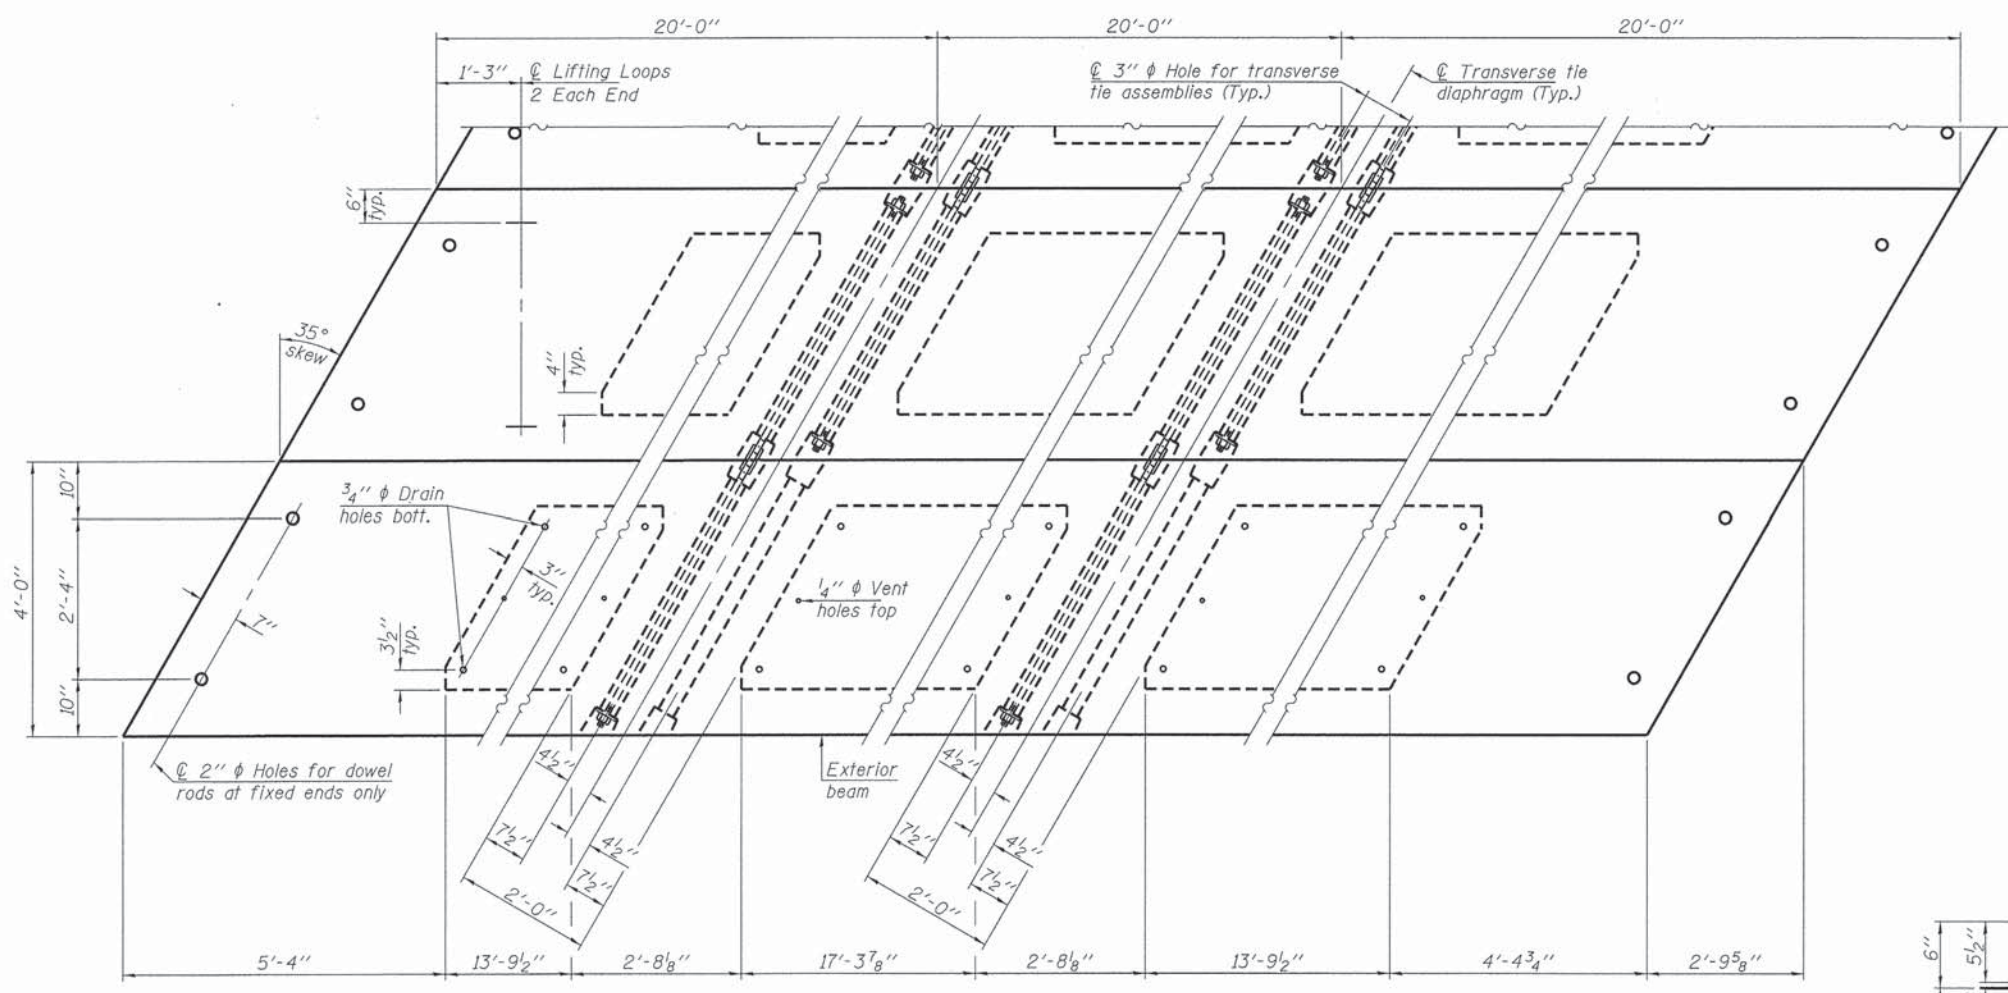 20'-0"
20'-0"
20'-0"
1'-3"
℄ Lifting Loops
2 Each End
℄ 3" ϕ Hole for transverse
tie assemblies (Typ.)
℄ Transverse tie
diaphragm (Typ.)
6"
typ.
35°
skew
4"
typ.
10"
4'-0"
2'-4"
10"
3/4" ϕ Drain
holes bott.
3"
typ.
7"
3 1/2"
typ.
1/4" ϕ Vent
holes top
℄ 2" ϕ Holes for dowel
rods at fixed ends only
Exterior
beam
4 1/2"
7 1/2"
4 1/2"
7 1/2"
2'-0"
4 1/2"
7 1/2"
4 1/2"
7 1/2"
2'-0"
5'-4"
13'-9 1/2"
2'-8 1/8"
17'-3 7/8"
2'-8 1/8"
13'-9 1/2"
4'-4 3/4"
2'-9 5/8"
6"
5 1/2"